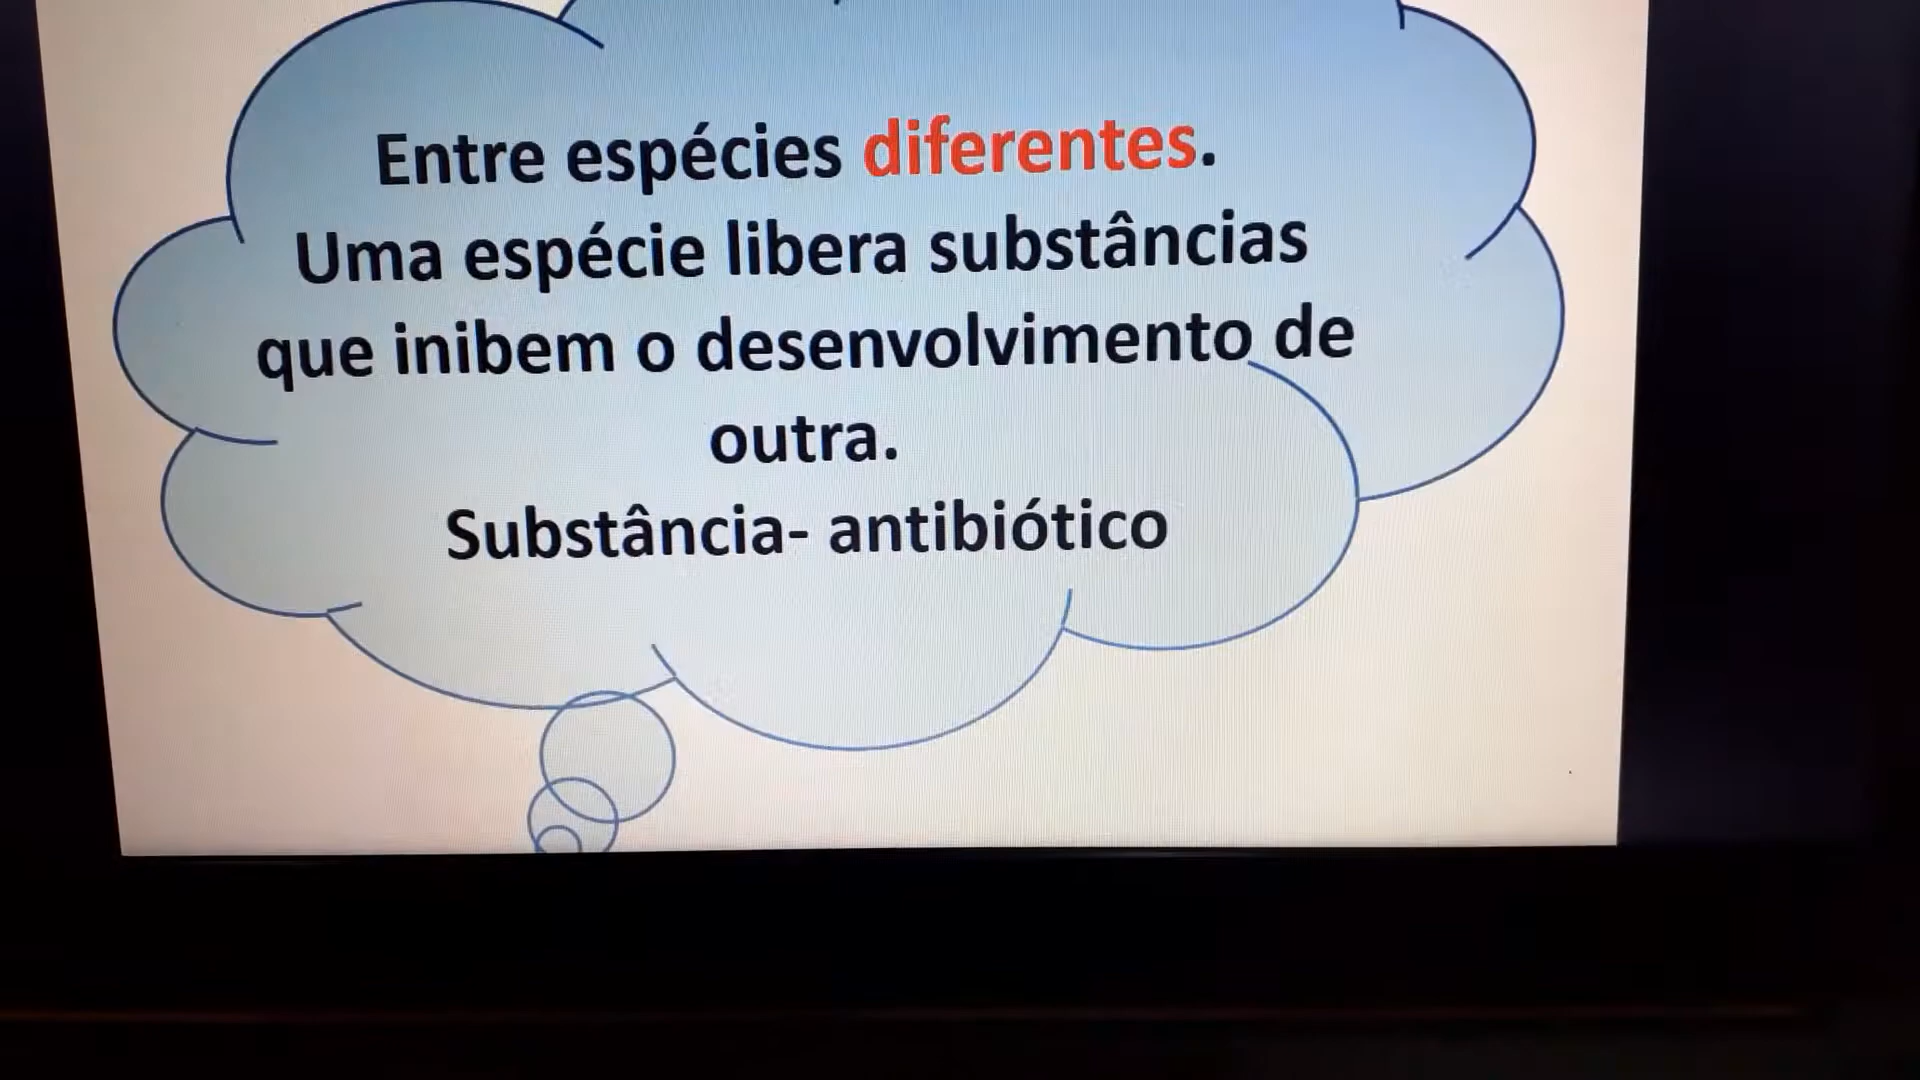 Entre espécies diferentes.
Uma espécie libera substâncias
que inibem o desenvolvimento de
outra.
Substância- antibiótico